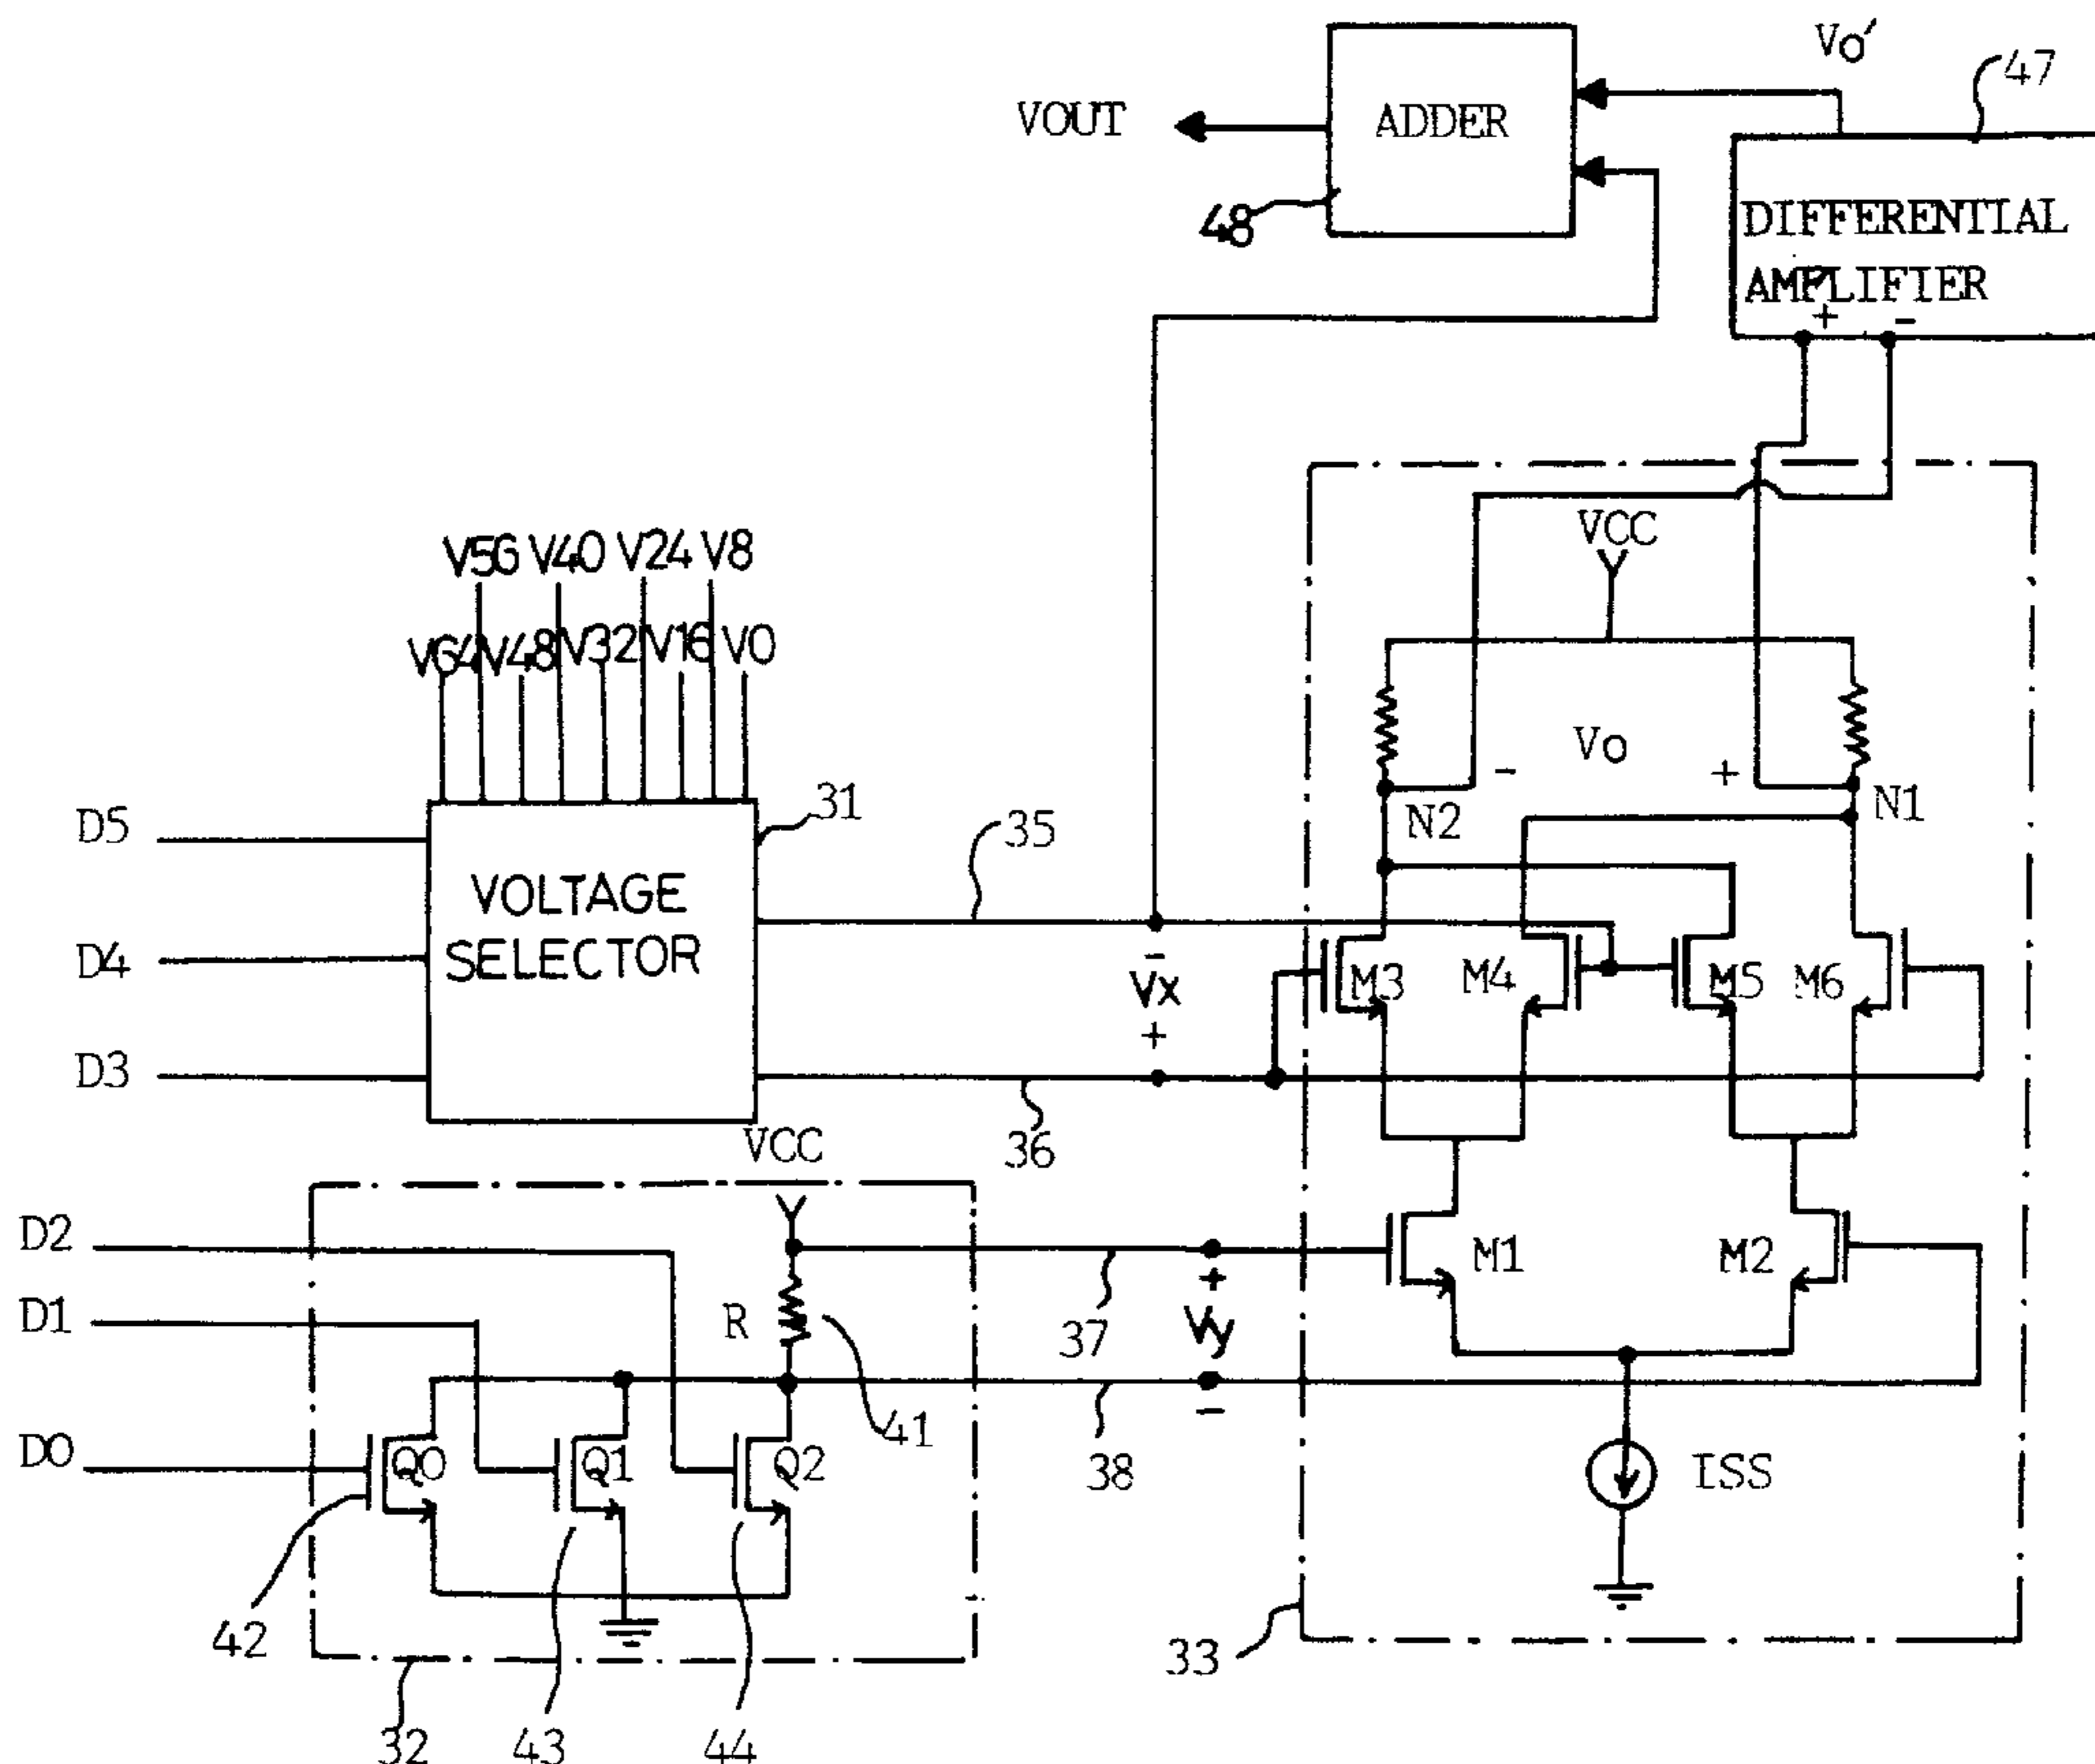 Vo'
47
VOUT
ADDER
48
DIFFERENTIAL
AMPLIFIER
+ -
VCC
V56 V40 V24 V8
V64 V48 V32 V16 V0
Vo
- +
N2
N1
D5
31
35
VOLTAGE
SELECTOR
D4
-
Vx
+
M3
M4
M5
M6
D3
36
VCC
D2
M1
M2
+
Vy
-
D1
R
37
41
D0
Q0
Q1
Q2
38
ISS
42
33
32
43
44